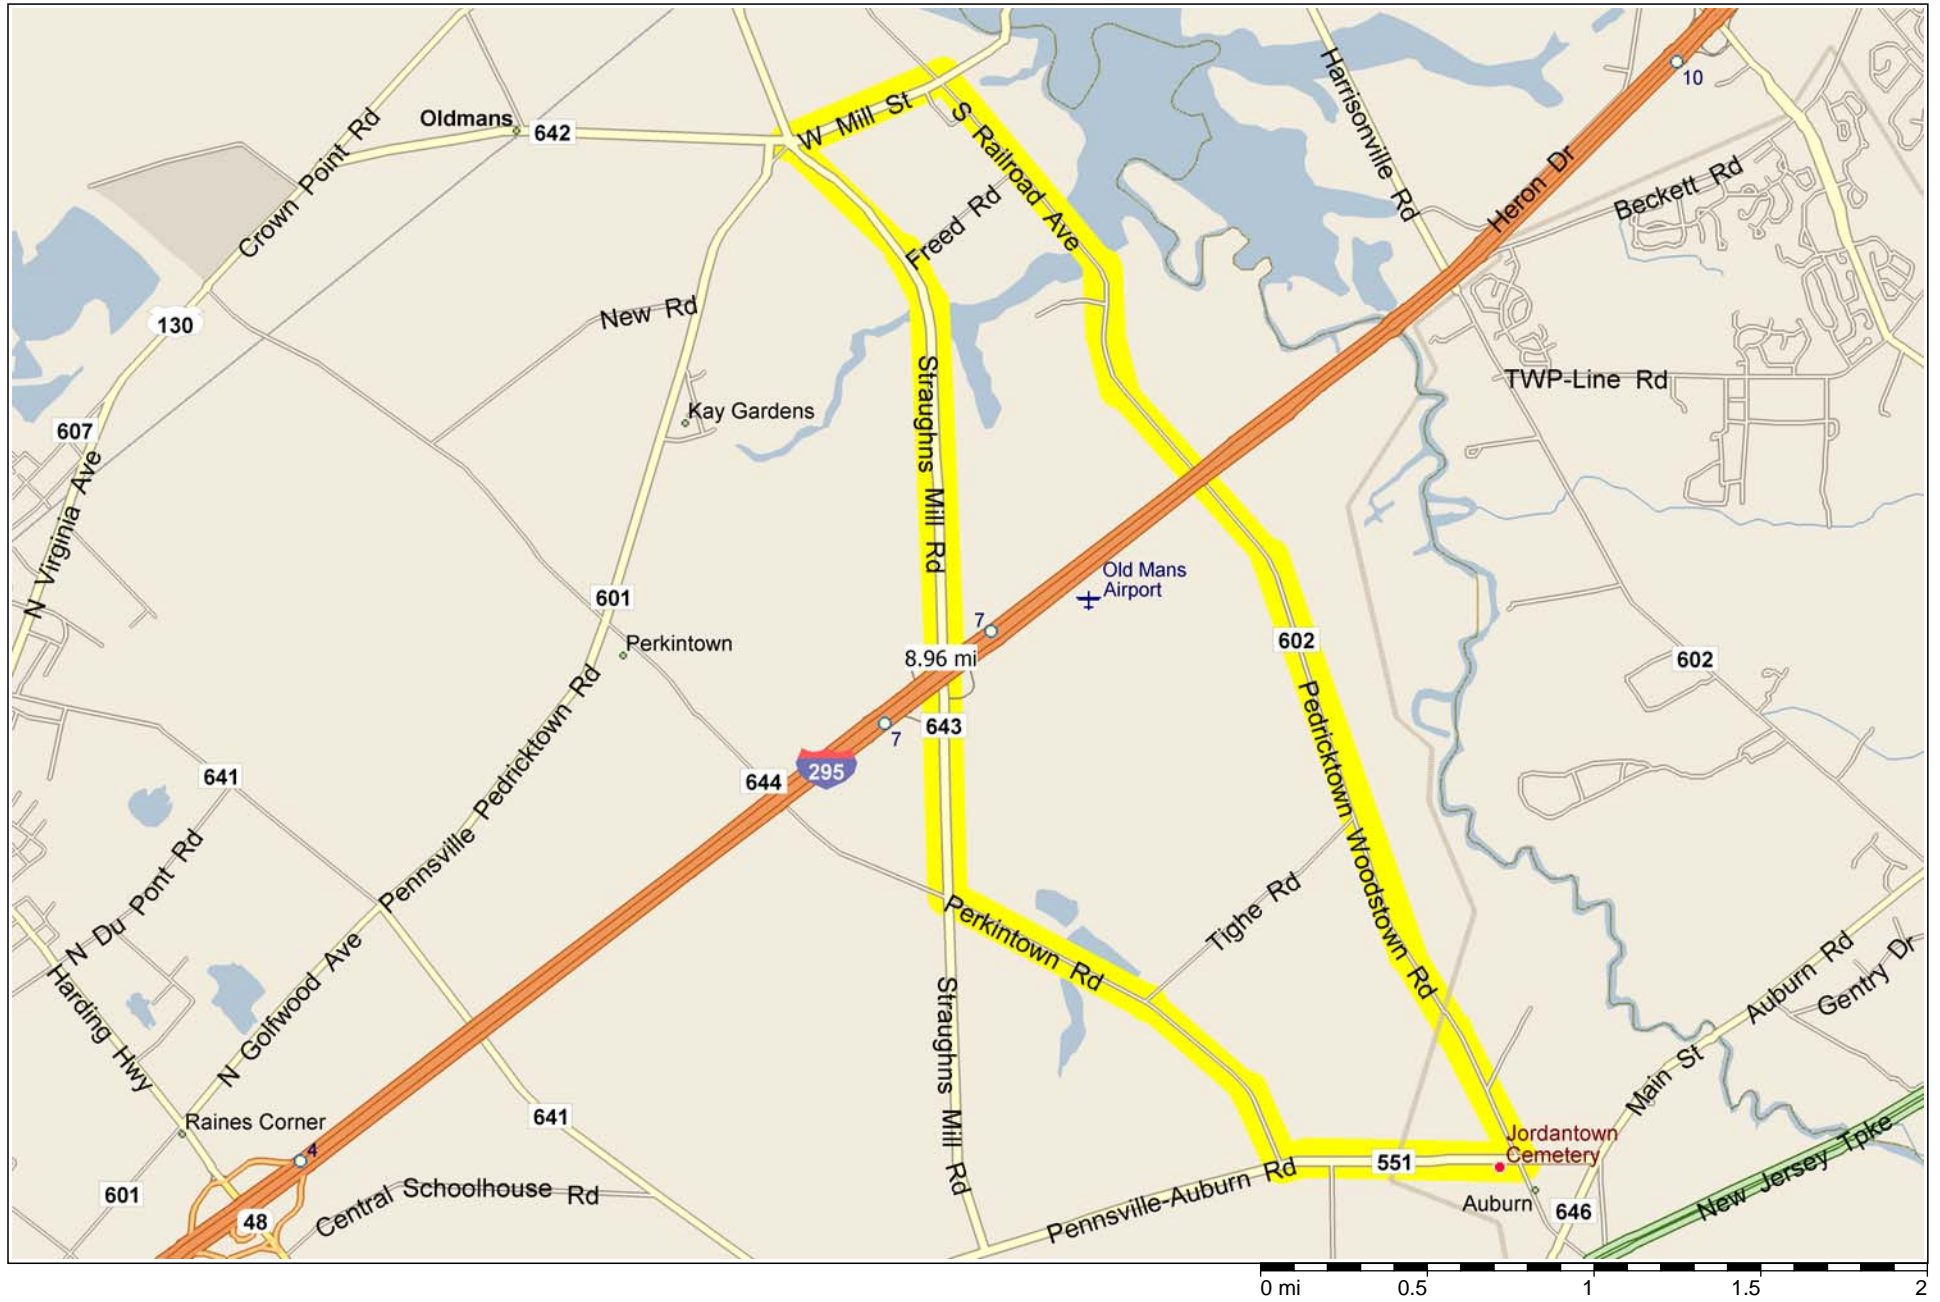 Harrisonville Rd
10
Crown Point Rd
Oldmans
642
W Mill St
S Railroad Ave
Heron Dr
Beckett Rd
Freed Rd
130
New Rd
Straughns Mill Rd
TWP-Line Rd
607
Kay Gardens
N Virginia Ave
Old Mans
Airport
601
7
602
Perkintown
8.96 mi
602
Pennsville Pedricktown Rd
643
7
Pedricktown Woodstown Rd
641
644
295
N Du Pont Rd
Perkintown Rd
Tighe Rd
Harding Hwy
N Golfwood Ave
Straughns Mill Rd
Auburn Rd
Gentry Dr
Main St
Raines Corner
641
4
Jordantown
Cemetery
551
601
Central Schoolhouse Rd
Pennsville-Auburn Rd
Auburn
646
New Jersey Tpke
48
0 mi 0.5 1 1.5 2